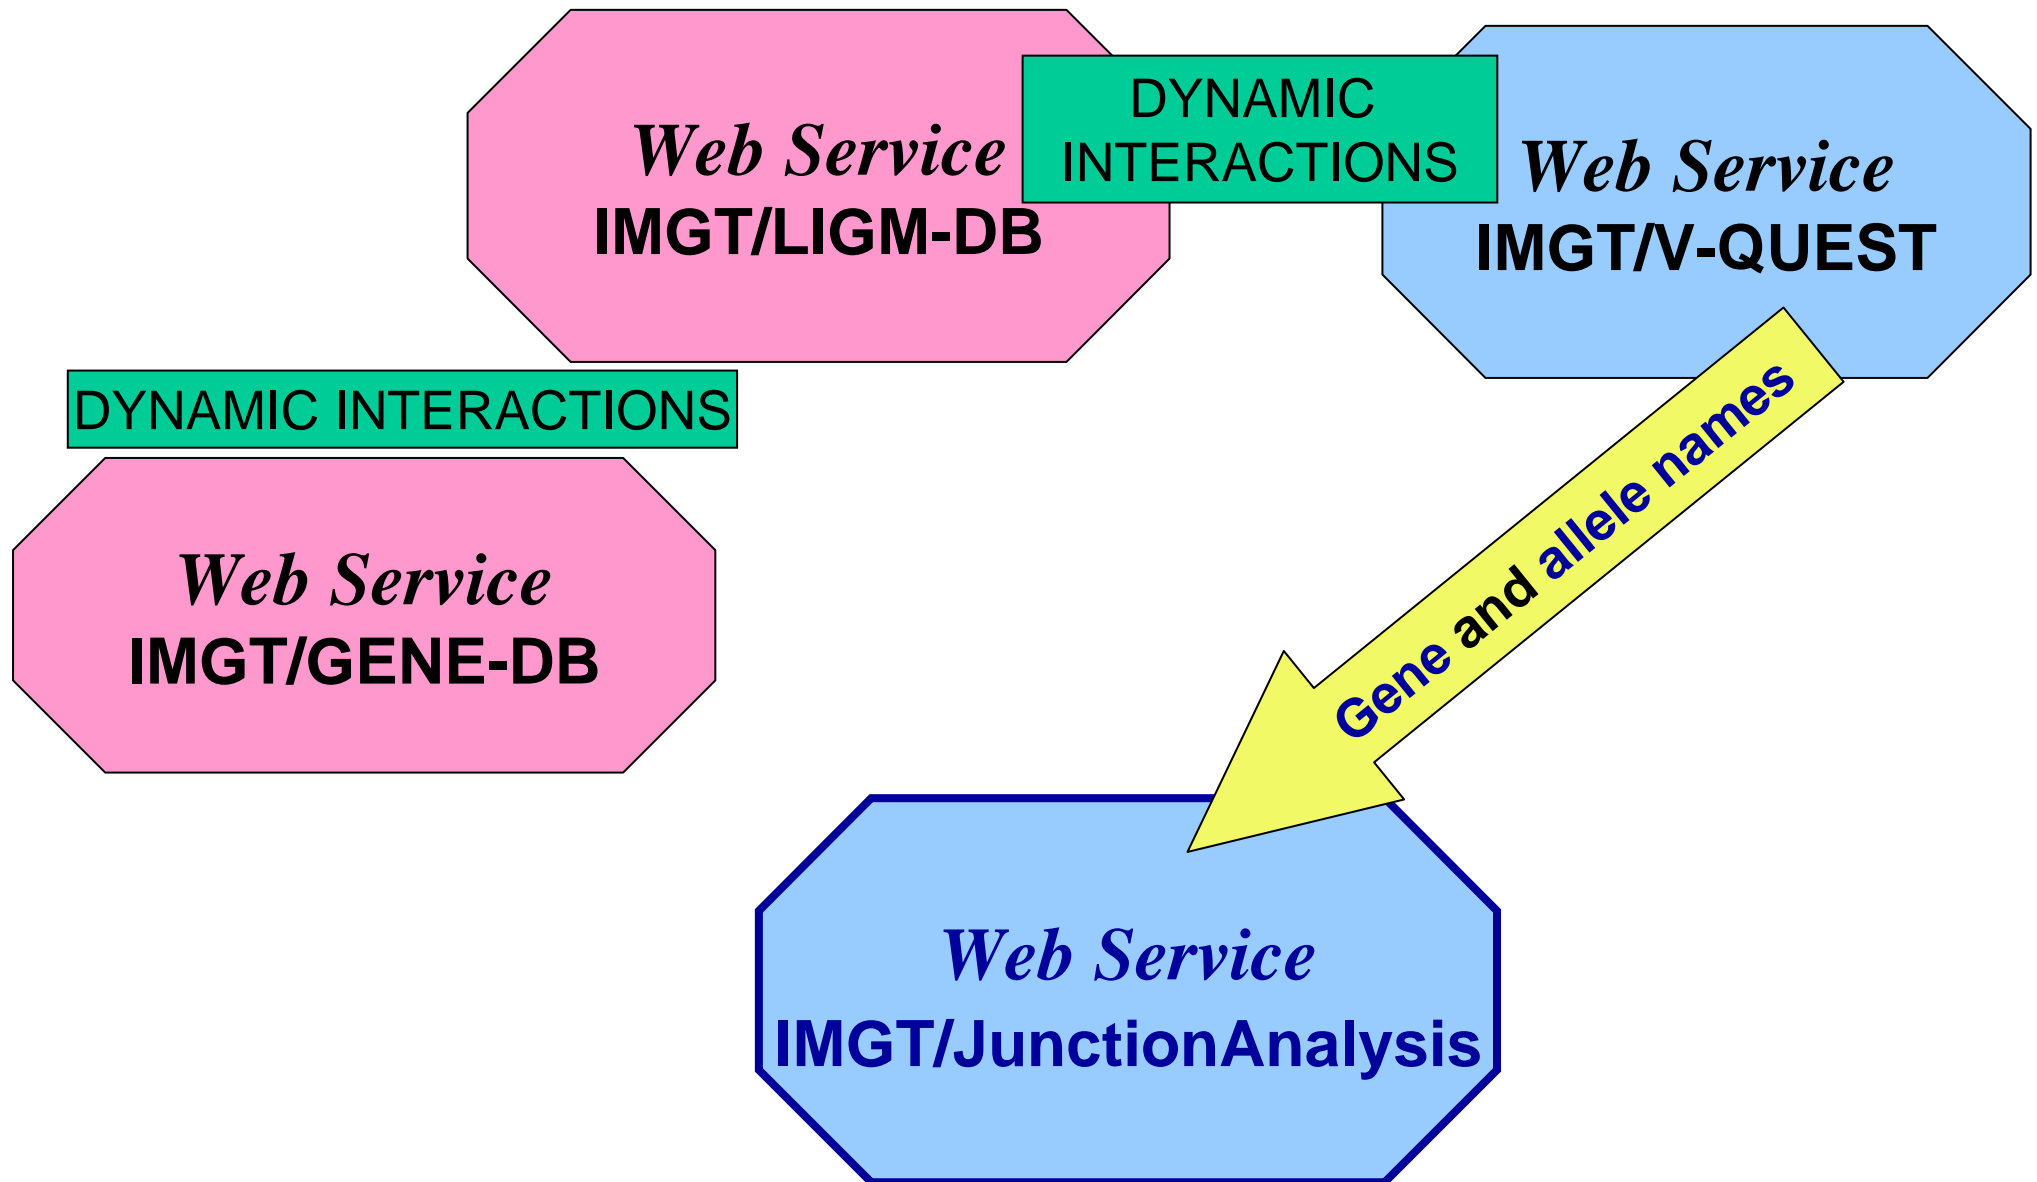 Web Service
IMGT/LIGM-DB
DYNAMIC
INTERACTIONS
Web Service
IMGT/V-QUEST
DYNAMIC INTERACTIONS
Web Service
IMGT/GENE-DB
Gene and allele names
Web Service
IMGT/JunctionAnalysis